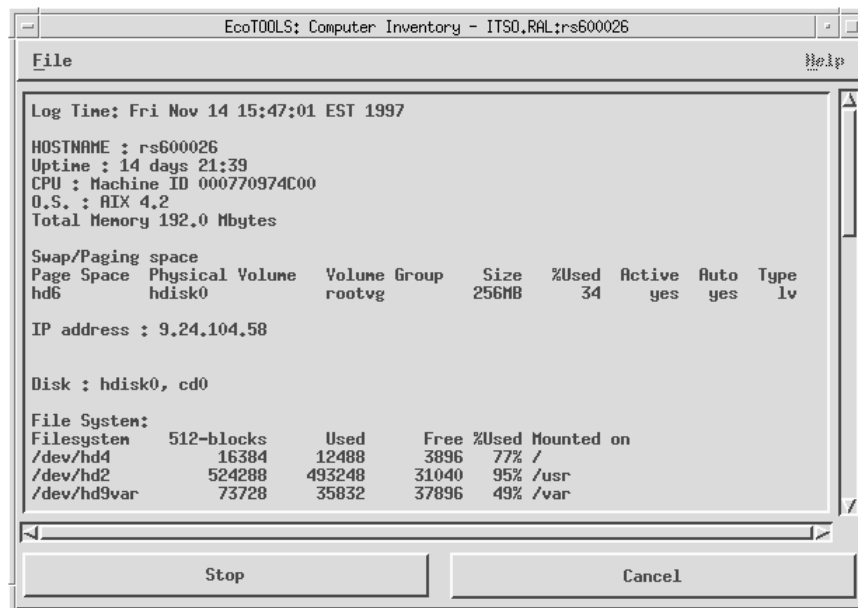 EcoTOOLS: Computer Inventory - ITSO.RAL:rs600026
File Help
Log Time: Fri Nov 14 15:47:01 EST 1997
HOSTNAME : rs600026
Uptime : 14 days 21:39
CPU : Machine ID 000770974C00
O.S. : AIX 4.2
Total Memory 192.0 Mbytes
Swap/Paging space
Page Space Physical Volume Volume Group Size %Used Active Auto Type
hd6 hdisk0 rootvg 256MB 34 yes yes lv
IP address : 9.24.104.58
Disk : hdisk0, cd0
File System:
Filesystem 512-blocks Used Free %Used Mounted on
/dev/hd4 16384 12488 3896 77% /
/dev/hd2 524288 493248 31040 95% /usr
/dev/hd9var 73728 35832 37896 49% /var
Stop Cancel